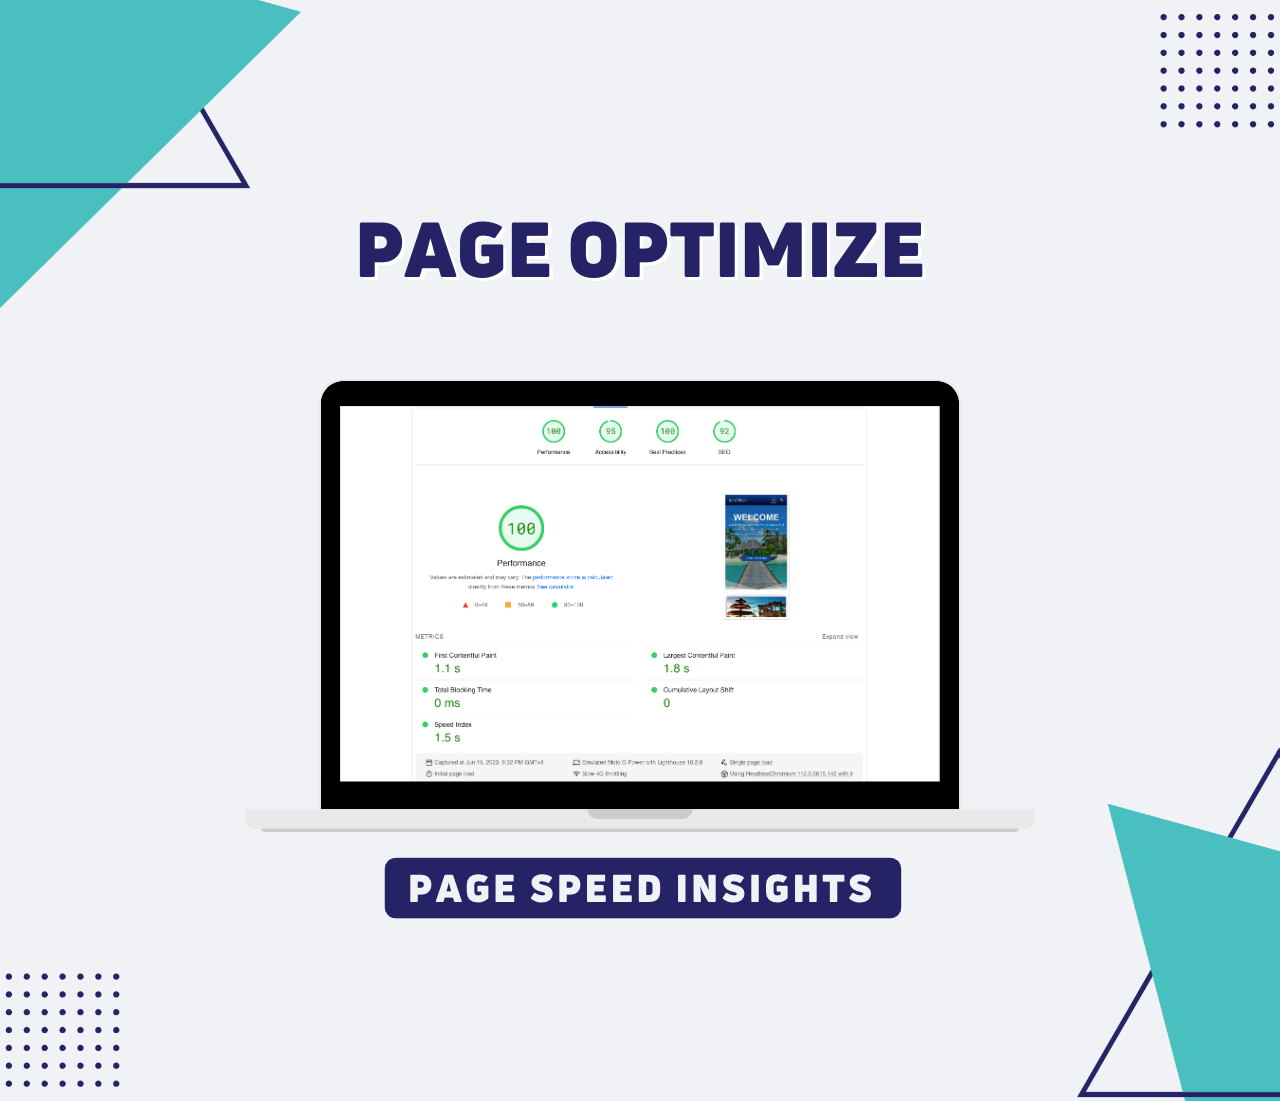 PAGE OPTIMIZE
100 95 100 92
Performance Accessibility Best Practices SEO
WELCOME
100
Performance
Values are estimated and may vary. The performance score is calculated
directly from these metrics. See calculator.
0–49 50–89 90–100
METRICS Expand view
First Contentful Paint Largest Contentful Paint
1.1 s 1.8 s
Total Blocking Time Cumulative Layout Shift
0 ms 0
Speed Index
1.5 s
Captured at Jun 19, 2023, 9:32 PM GMT+8 Emulated Moto G Power with Lighthouse 10.2.0 Single page load
Initial page load Slow 4G throttling Using HeadlessChromium 112.0.5615.142 with lr
PAGE SPEED INSIGHTS